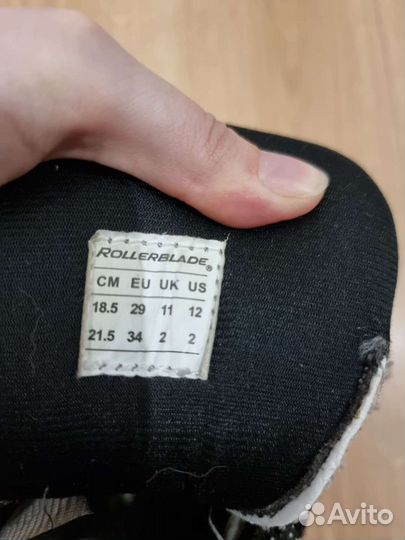 ROLLERBLADE®
CM EU UK US
18.5 29 11 12
21.5 34 2 2
Avito